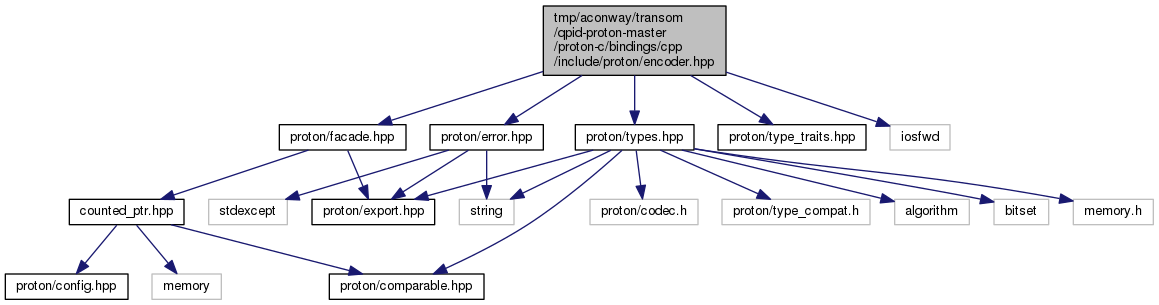 tmp/aconway/transom
/qpid-proton-master
/proton-c/bindings/cpp
/include/proton/encoder.hpp
proton/facade.hpp
proton/error.hpp
proton/types.hpp
proton/type_traits.hpp
iosfwd
counted_ptr.hpp
stdexcept
proton/export.hpp
string
proton/codec.h
proton/type_compat.h
algorithm
bitset
memory.h
proton/config.hpp
memory
proton/comparable.hpp